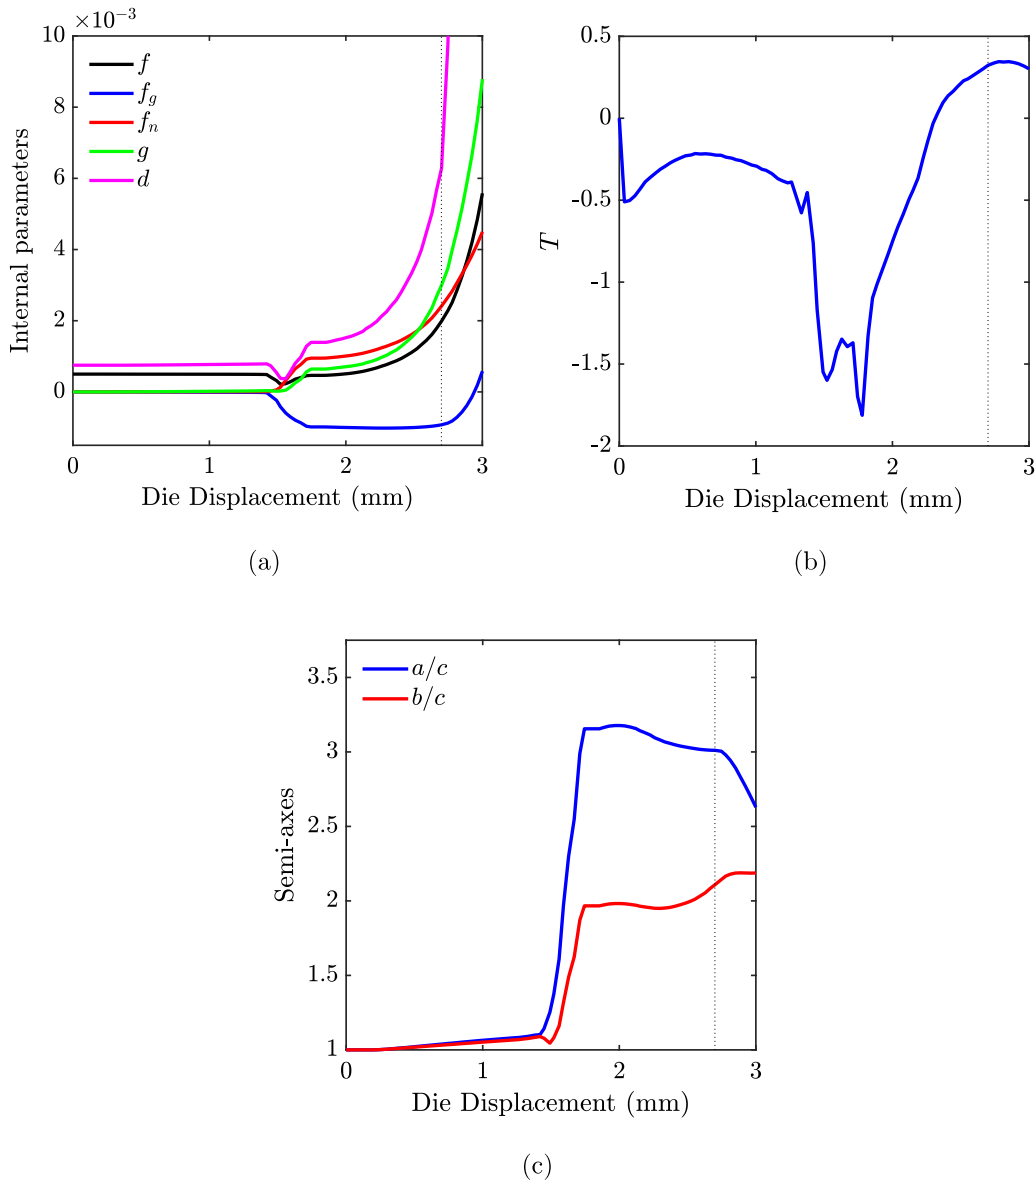 ×10⁻³
10
8
6
4
2
0
f
f_g
f_n
g
d
Internal parameters
0 1 2 3
Die Displacement (mm)
(a)
0.5
0
-0.5
-1
-1.5
-2
T
0 1 2 3
Die Displacement (mm)
(b)
3.5
3
2.5
2
1.5
1
a/c
b/c
Semi-axes
0 1 2 3
Die Displacement (mm)
(c)